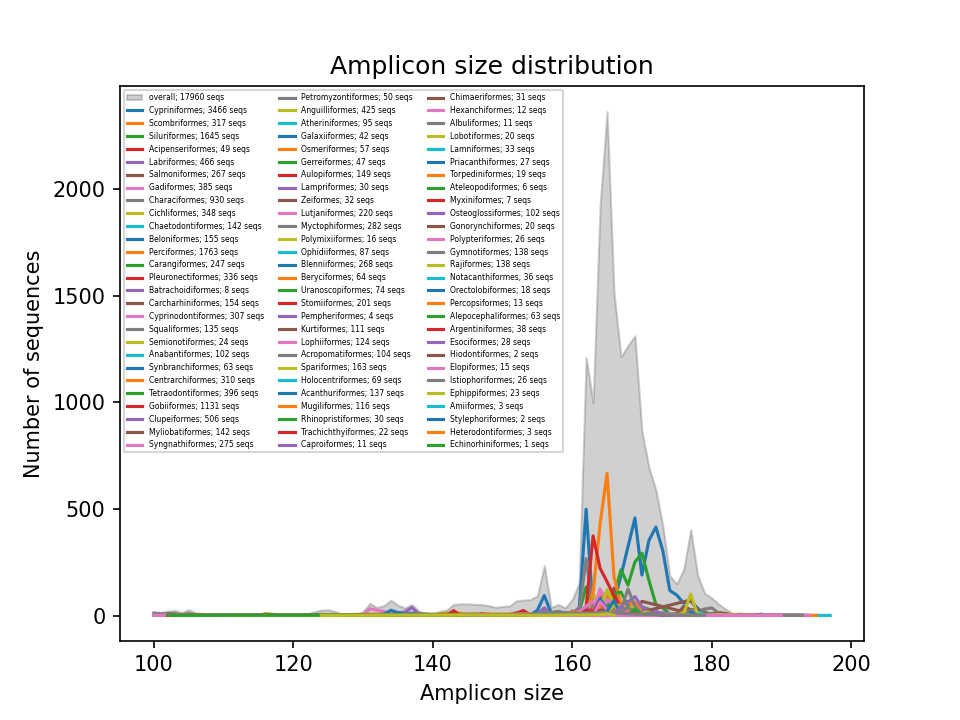 Amplicon size distribution
overall; 17960 seqs
Cypriniformes; 3466 seqs
Scombriformes; 317 seqs
Siluriformes; 1645 seqs
Acipenseriformes; 49 seqs
Labriformes; 466 seqs
Salmoniformes; 267 seqs
Gadiformes; 385 seqs
Characiformes; 930 seqs
Cichliformes; 348 seqs
Chaetodontiformes; 142 seqs
Beloniformes; 155 seqs
Perciformes; 1763 seqs
Carangiformes; 247 seqs
Pleuronectiformes; 336 seqs
Batrachoidiformes; 8 seqs
Carcharhiniformes; 154 seqs
Cyprinodontiformes; 307 seqs
Squaliformes; 135 seqs
Semionotiformes; 24 seqs
Anabantiformes; 102 seqs
Synbranchiformes; 63 seqs
Centrarchiformes; 310 seqs
Tetraodontiformes; 396 seqs
Gobiiformes; 1131 seqs
Clupeiformes; 506 seqs
Myliobatiformes; 142 seqs
Syngnathiformes; 275 seqs
Petromyzontiformes; 50 seqs
Anguilliformes; 425 seqs
Atheriniformes; 95 seqs
Galaxiiformes; 42 seqs
Osmeriformes; 57 seqs
Gerreiformes; 47 seqs
Aulopiformes; 149 seqs
Lampriformes; 30 seqs
Zeiformes; 32 seqs
Lutjaniformes; 220 seqs
Myctophiformes; 282 seqs
Polymixiiformes; 16 seqs
Ophidiiformes; 87 seqs
Blenniiformes; 268 seqs
Beryciformes; 64 seqs
Uranoscopiformes; 74 seqs
Stomiiformes; 201 seqs
Pempheriformes; 4 seqs
Kurtiformes; 111 seqs
Lophiiformes; 124 seqs
Acropomatiformes; 104 seqs
Spariformes; 163 seqs
Holocentriformes; 69 seqs
Acanthuriformes; 137 seqs
Mugiliformes; 116 seqs
Rhinopristiformes; 30 seqs
Trachichthyiformes; 22 seqs
Caproiformes; 11 seqs
Chimaeriformes; 31 seqs
Hexanchiformes; 12 seqs
Albuliformes; 11 seqs
Lobotiformes; 20 seqs
Lamniformes; 33 seqs
Priacanthiformes; 27 seqs
Torpediniformes; 19 seqs
Ateleopodiformes; 6 seqs
Myxiniformes; 7 seqs
Osteoglossiformes; 102 seqs
Gonorynchiformes; 20 seqs
Polypteriformes; 26 seqs
Gymnotiformes; 138 seqs
Rajiformes; 138 seqs
Notacanthiformes; 36 seqs
Orectolobiformes; 18 seqs
Percopsiformes; 13 seqs
Alepocephaliformes; 63 seqs
Argentiniformes; 38 seqs
Esociformes; 28 seqs
Hiodontiformes; 2 seqs
Elopiformes; 15 seqs
Istiophoriformes; 26 seqs
Ephippiformes; 23 seqs
Amiiformes; 3 seqs
Stylephoriformes; 2 seqs
Heterodontiformes; 3 seqs
Echinorhiniformes; 1 seqs
Number of sequences
2000
1500
1000
500
0
100 120 140 160 180 200
Amplicon size